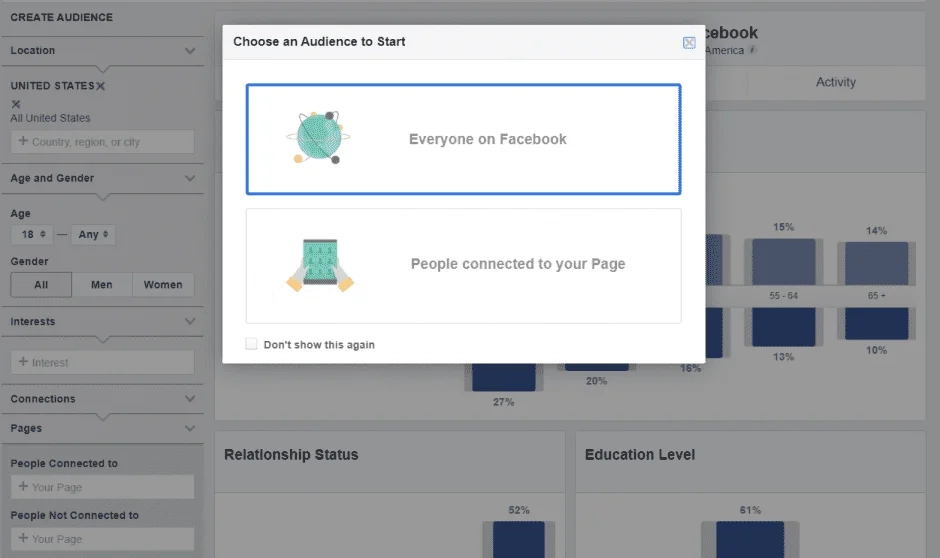 CREATE AUDIENCE
Location
UNITED STATES
All United States
+ Country, region, or city
Age and Gender
Age
18 — Any
Gender
All Men Women
Interests
+ Interest
Connections
Pages
People Connected to
+ Your Page
People Not Connected to
+ Your Page
Choose an Audience to Start
Everyone on Facebook
People connected to your Page
Don't show this again
cebook
America
Activity
15%
14%
55 - 64
65 +
10%
13%
16%
20%
27%
Relationship Status
52%
Education Level
61%